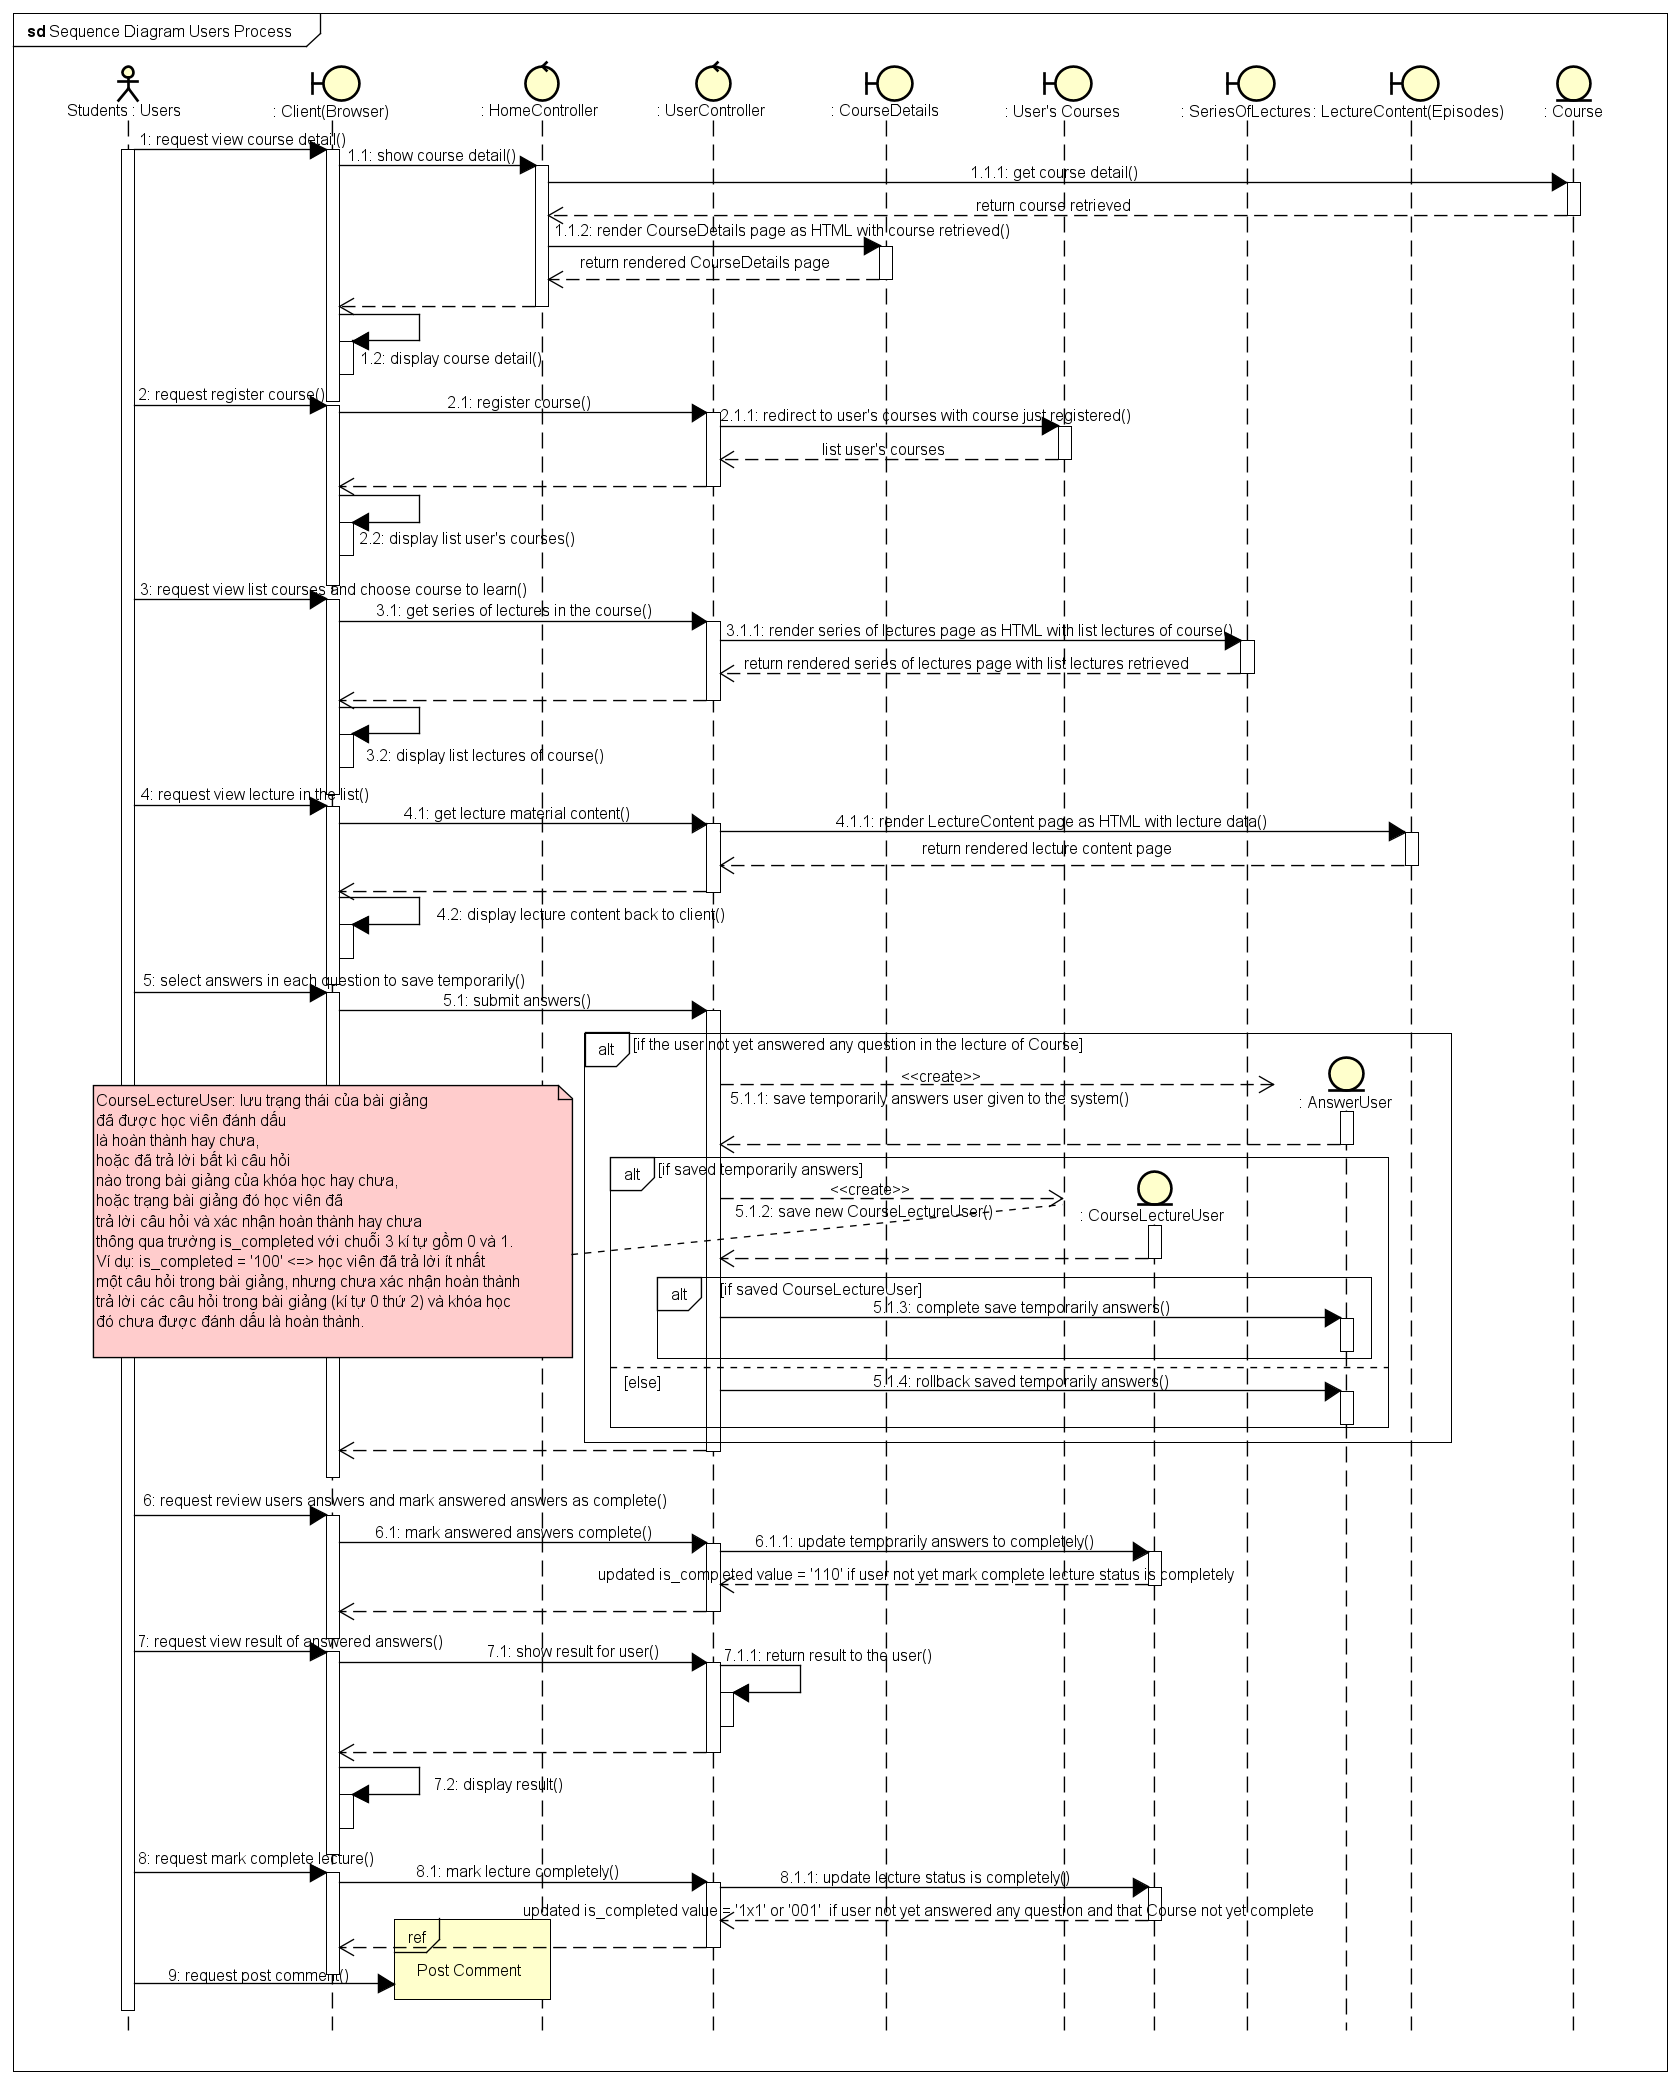 sd Sequence Diagram Users Process
Students : Users
: Client(Browser)
: HomeController
: UserController
: CourseDetails
: User's Courses
: SeriesOfLectures
: LectureContent(Episodes)
: Course
1: request view course detail()
1.1: show course detail()
1.1.1: get course detail()
return course retrieved
1.1.2: render CourseDetails page as HTML with course retrieved()
return rendered CourseDetails page
1.2: display course detail()
2: request register course()
2.1: register course()
2.1.1: redirect to user's courses with course just registered()
list user's courses
2.2: display list user's courses()
3: request view list courses and choose course to learn()
3.1: get series of lectures in the course()
3.1.1: render series of lectures page as HTML with list lectures of course()
return rendered series of lectures page with list lectures retrieved
3.2: display list lectures of course()
4: request view lecture in the list()
4.1: get lecture material content()
4.1.1: render LectureContent page as HTML with lecture data()
return rendered lecture content page
4.2: display lecture content back to client()
5: select answers in each question to save temporarily()
5.1: submit answers()
alt
[if the user not yet answered any question in the lecture of Course]
<<create>>
5.1.1: save temporarily answers user given to the system()
: AnswerUser
CourseLectureUser: lưu trạng thái của bài giảng
đã được học viên đánh dấu
là hoàn thành hay chưa,
hoặc đã trả lời bất kì câu hỏi
nào trong bài giảng của khóa học hay chưa,
hoặc trạng bài giảng đó học viên đã
trả lời câu hỏi và xác nhận hoàn thành hay chưa
thông qua trường is_completed với chuỗi 3 kí tự gồm 0 và 1.
Ví dụ: is_completed = '100' <=> học viên đã trả lời ít nhất
một câu hỏi trong bài giảng, nhưng chưa xác nhận hoàn thành
trả lời các câu hỏi trong bài giảng (kí tự 0 thứ 2) và khóa học
đó chưa được đánh dấu là hoàn thành.
alt
[if saved temporarily answers]
<<create>>
5.1.2: save new CourseLectureUser()
: CourseLectureUser
alt
[if saved CourseLectureUser]
5.1.3: complete save temporarily answers()
[else]
5.1.4: rollback saved temporarily answers()
6: request review users answers and mark answered answers as complete()
6.1: mark answered answers complete()
6.1.1: update temporarily answers to completely()
updated is_completed value = '110' if user not yet mark complete lecture status is completely
7: request view result of answered answers()
7.1: show result for user()
7.1.1: return result to the user()
7.2: display result()
8: request mark complete lecture()
8.1: mark lecture completely()
8.1.1: update lecture status is completely()
updated is_completed value = '1x1' or '001' if user not yet answered any question and that Course not yet complete
ref
Post Comment
9: request post comment()